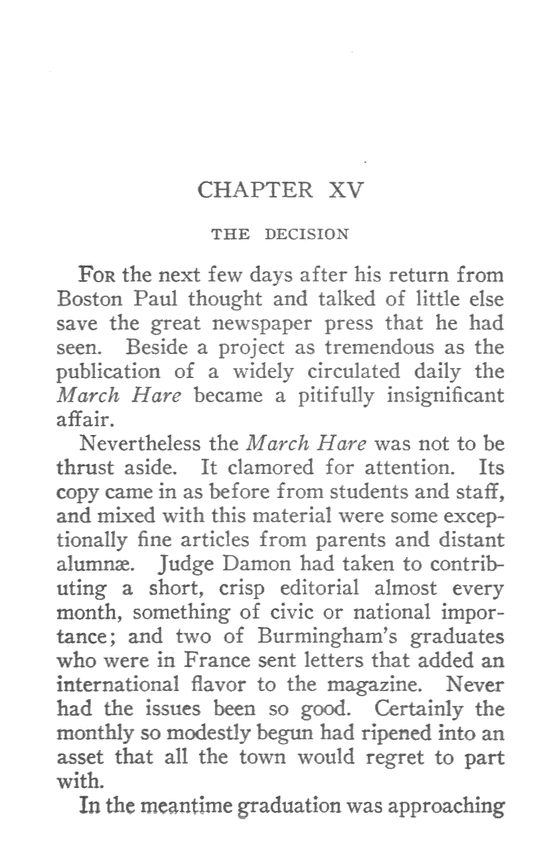 CHAPTER XV
THE DECISION
FOR the next few days after his return from
Boston Paul thought and talked of little else
save the great newspaper press that he had
seen. Beside a project as tremendous as the
publication of a widely circulated daily the
March Hare became a pitifully insignificant
affair.
Nevertheless the March Hare was not to be
thrust aside. It clamored for attention. Its
copy came in as before from students and staff,
and mixed with this material were some excep-
tionally fine articles from parents and distant
alumnæ. Judge Damon had taken to contrib-
uting a short, crisp editorial almost every
month, something of civic or national impor-
tance; and two of Burmingham's graduates
who were in France sent letters that added an
international flavor to the magazine. Never
had the issues been so good. Certainly the
monthly so modestly begun had ripened into an
asset that all the town would regret to part
with.
In the meantime graduation was approaching